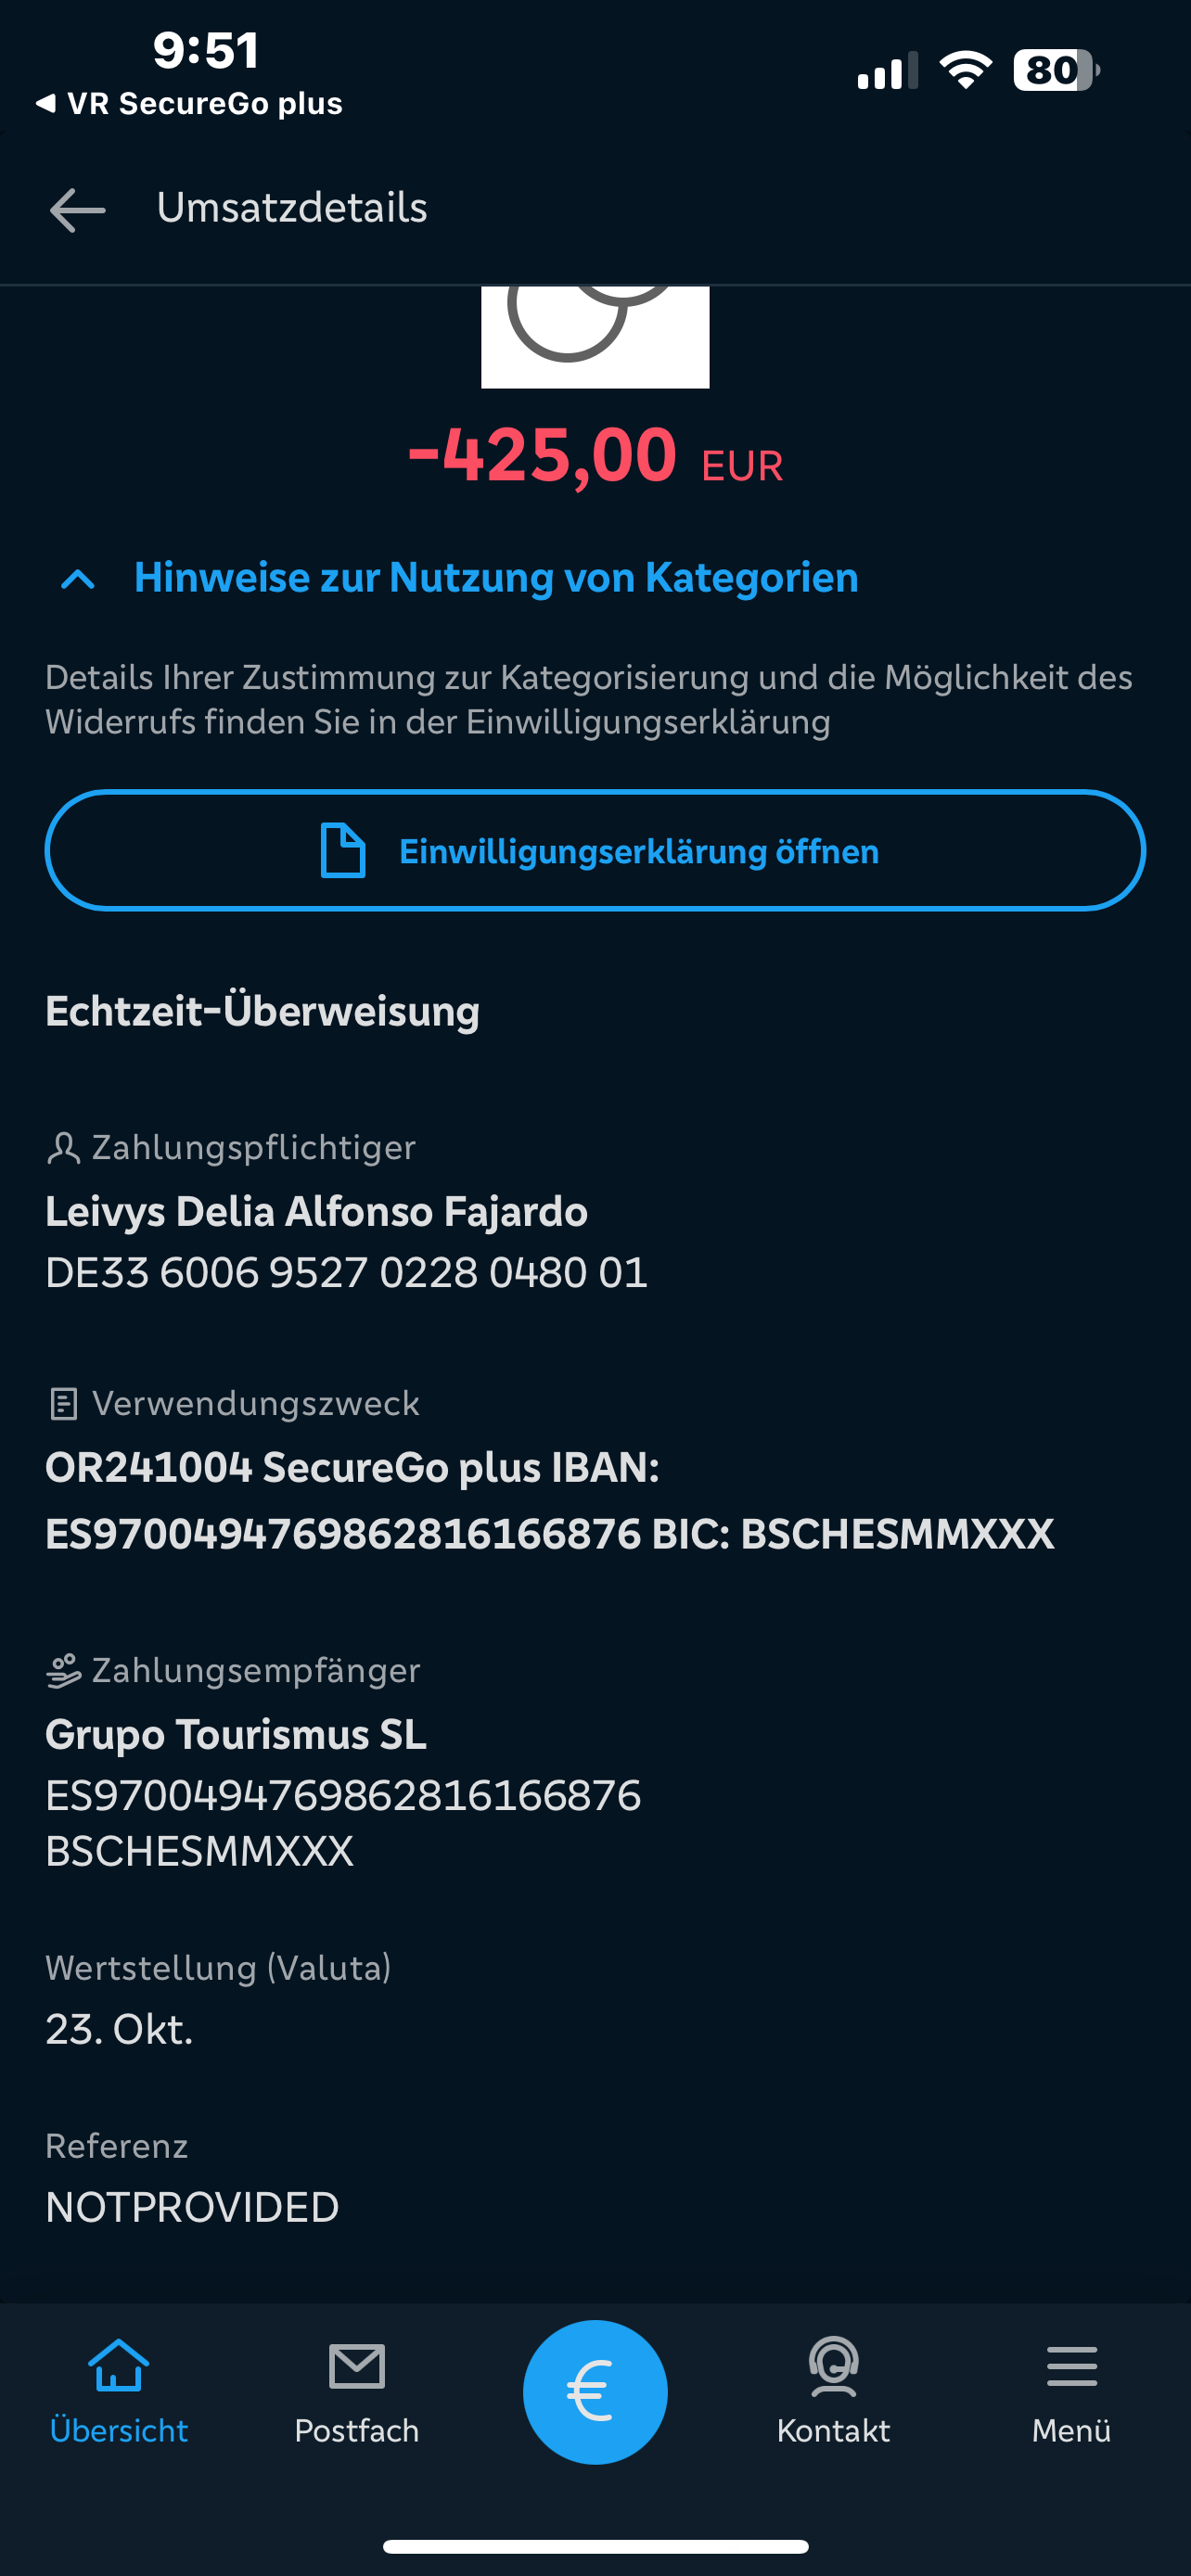 9:51
80
VR SecureGo plus
Umsatzdetails
-425,00 EUR
Hinweise zur Nutzung von Kategorien
Details Ihrer Zustimmung zur Kategorisierung und die Möglichkeit des
Widerrufs finden Sie in der Einwilligungserklärung
Einwilligungserklärung öffnen
Echtzeit-Überweisung
Zahlungspflichtiger
Leivys Delia Alfonso Fajardo
DE33 6006 9527 0228 0480 01
Verwendungszweck
OR241004 SecureGo plus IBAN:
ES9700494769862816166876 BIC: BSCHESMMXXX
Zahlungsempfänger
Grupo Tourismus SL
ES9700494769862816166876
BSCHESMMXXX
Wertstellung (Valuta)
23. Okt.
Referenz
NOTPROVIDED
Übersicht
Postfach
€
Kontakt
Menü